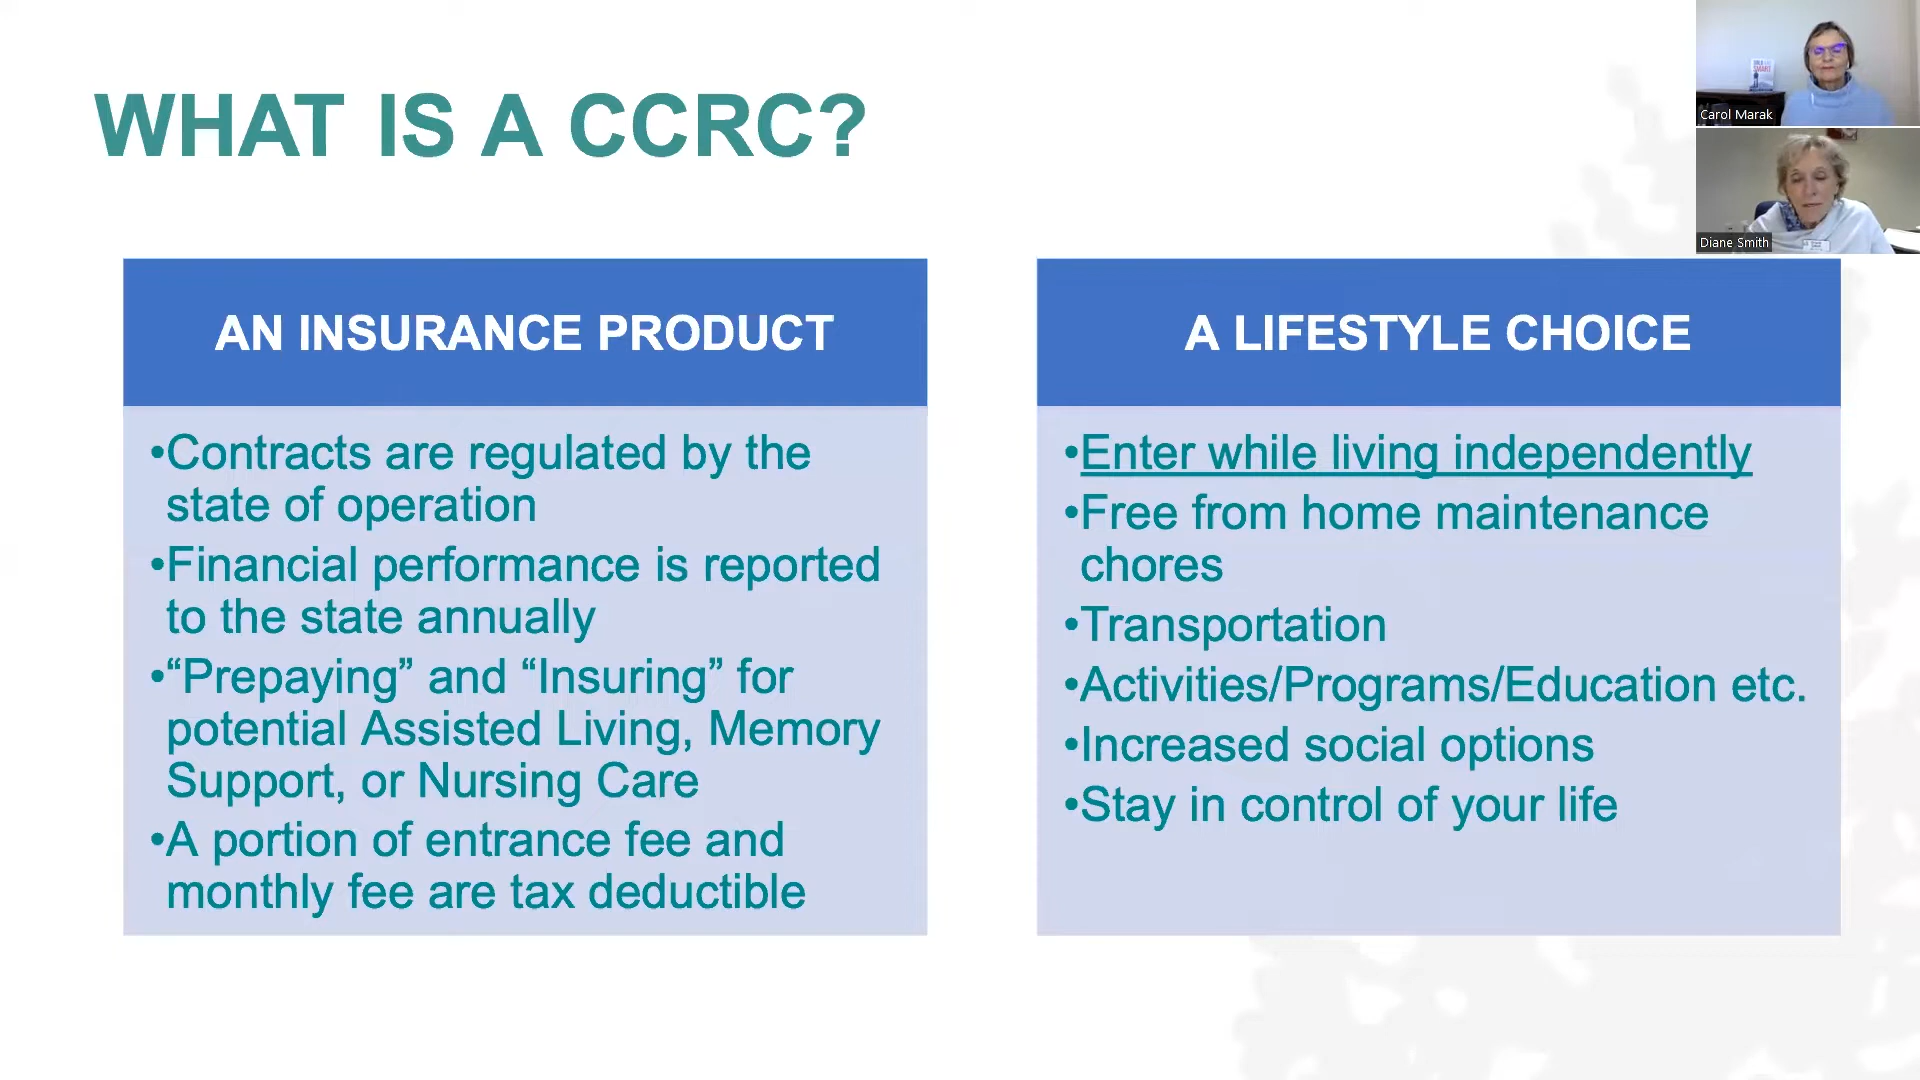 WHAT IS A CCRC?
Carol Marak
Diane Smith
AN INSURANCE PRODUCT
•Contracts are regulated by the
state of operation
•Financial performance is reported
to the state annually
•“Prepaying” and “Insuring” for
potential Assisted Living, Memory
Support, or Nursing Care
•A portion of entrance fee and
monthly fee are tax deductible
A LIFESTYLE CHOICE
•Enter while living independently
•Free from home maintenance
chores
•Transportation
•Activities/Programs/Education etc.
•Increased social options
•Stay in control of your life